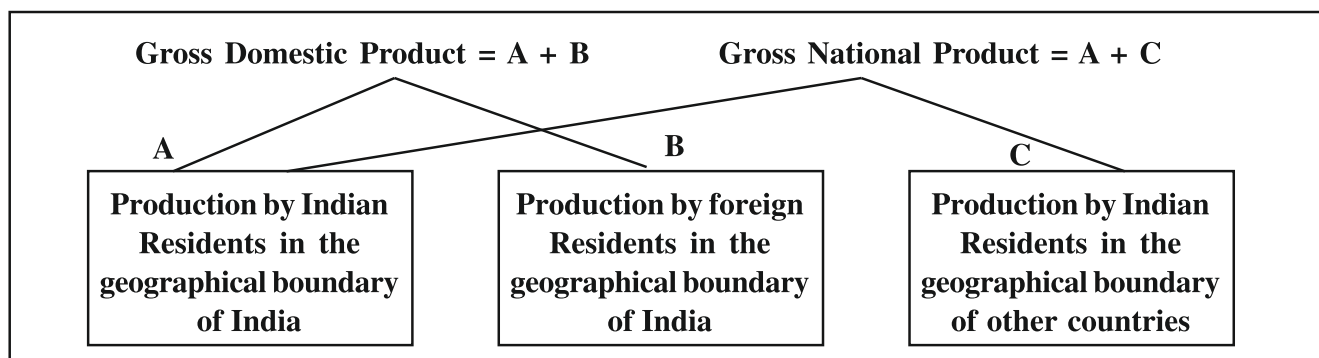 Gross Domestic Product = A + B
Gross National Product = A + C
A
B
C
Production by Indian
Residents in the
geographical boundary
of India
Production by foreign
Residents in the
geographical boundary
of India
Production by Indian
Residents in the
geographical boundary
of other countries